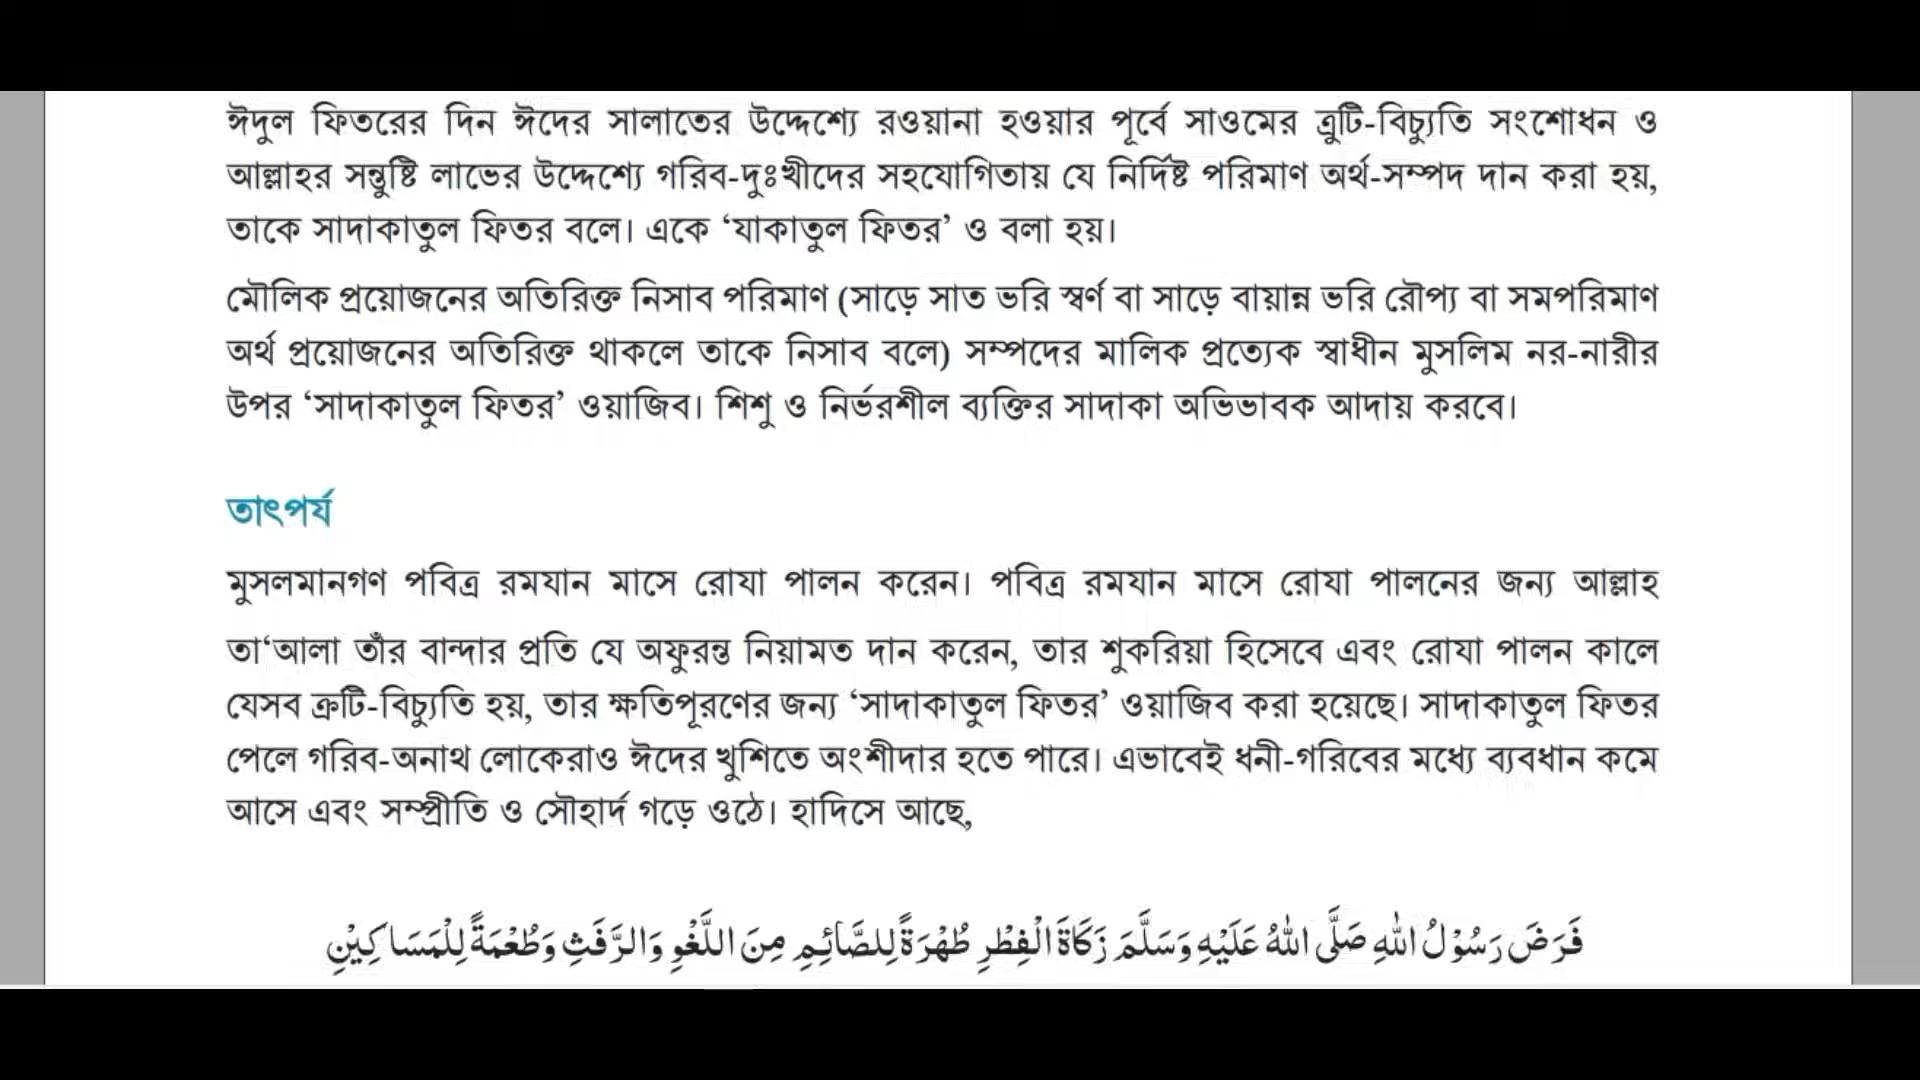 ঈদুল ফিতরের দিন ঈদের সালাতের উদ্দেশ্যে রওয়ানা হওয়ার পূর্বে সাওমের ত্রুটি-বিচ্যুতি সংশোধন ও
আল্লাহর সন্তুষ্টি লাভের উদ্দেশ্যে গরিব-দুঃখীদের সহযোগিতায় যে নির্দিষ্ট পরিমাণ অর্থ-সম্পদ দান করা হয়,
তাকে সাদাকাতুল ফিতর বলে। একে ‘যাকাতুল ফিতর’ ও বলা হয়।
মৌলিক প্রয়োজনের অতিরিক্ত নিসাব পরিমাণ (সাড়ে সাত ভরি স্বর্ণ বা সাড়ে বায়ান্ন ভরি রৌপ্য বা সমপরিমাণ
অর্থ প্রয়োজনের অতিরিক্ত থাকলে তাকে নিসাব বলে) সম্পদের মালিক প্রত্যেক স্বাধীন মুসলিম নর-নারীর
উপর ‘সাদাকাতুল ফিতর’ ওয়াজিব। শিশু ও নির্ভরশীল ব্যক্তির সাদাকা অভিভাবক আদায় করবে।
তাৎপর্য
মুসলমানগণ পবিত্র রমযান মাসে রোযা পালন করেন। পবিত্র রমযান মাসে রোযা পালনের জন্য আল্লাহ
তা‘আলা তাঁর বান্দার প্রতি যে অফুরন্ত নিয়ামত দান করেন, তার শুকরিয়া হিসেবে এবং রোযা পালন কালে
যেসব ক্রটি-বিচ্যুতি হয়, তার ক্ষতিপূরণের জন্য ‘সাদাকাতুল ফিতর’ ওয়াজিব করা হয়েছে। সাদাকাতুল ফিতর
পেলে গরিব-অনাথ লোকেরাও ঈদের খুশিতে অংশীদার হতে পারে। এভাবেই ধনী-গরিবের মধ্যে ব্যবধান কমে
আসে এবং সম্প্রীতি ও সৌহার্দ গড়ে ওঠে। হাদিসে আছে,
فَرَضَ رَسُوْلُ اللهِ صَلَّى اللهُ عَلَيْهِ وَسَلَّمَ زَكَاةَ الْفِطْرِ طُهْرَةً لِلصَّائِمِ مِنَ اللَّغْوِ وَالرَّفَثِ وَطُعْمَةً لِلْمَسَاكِيْنِ